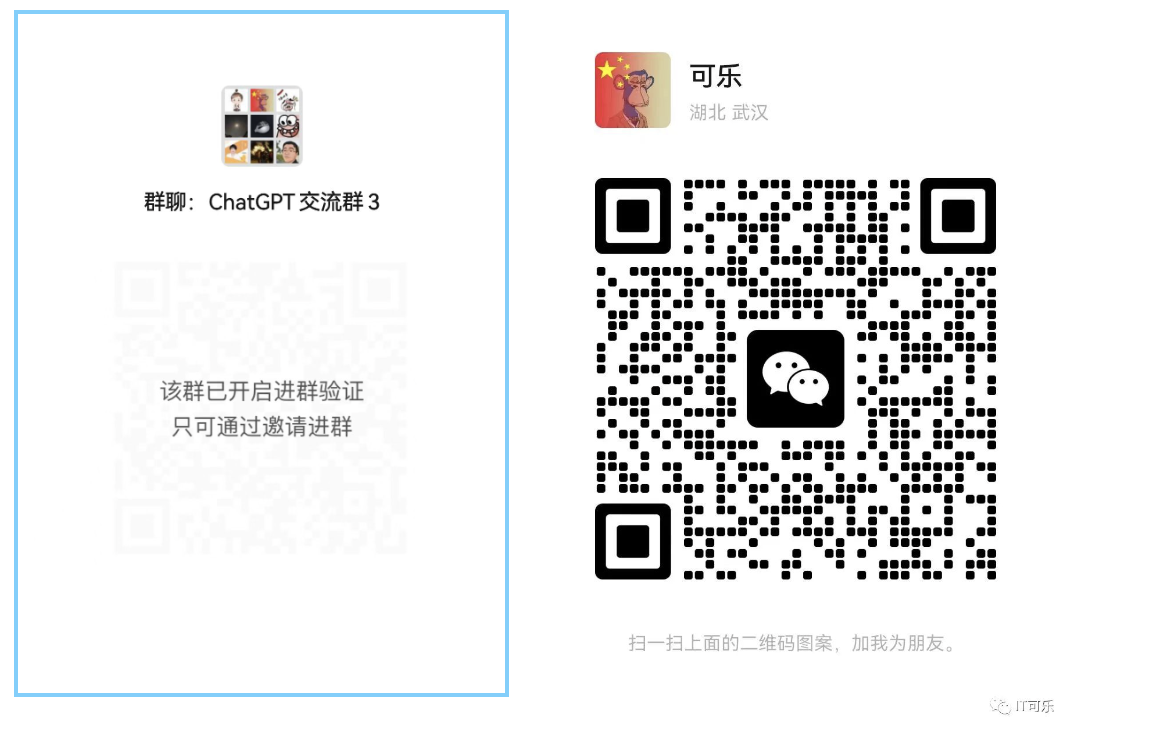 群聊：ChatGPT 交流群 3
该群已开启进群验证
只可通过邀请进群
可乐
湖北 武汉
扫一扫上面的二维码图案，加我为朋友。
IT可乐